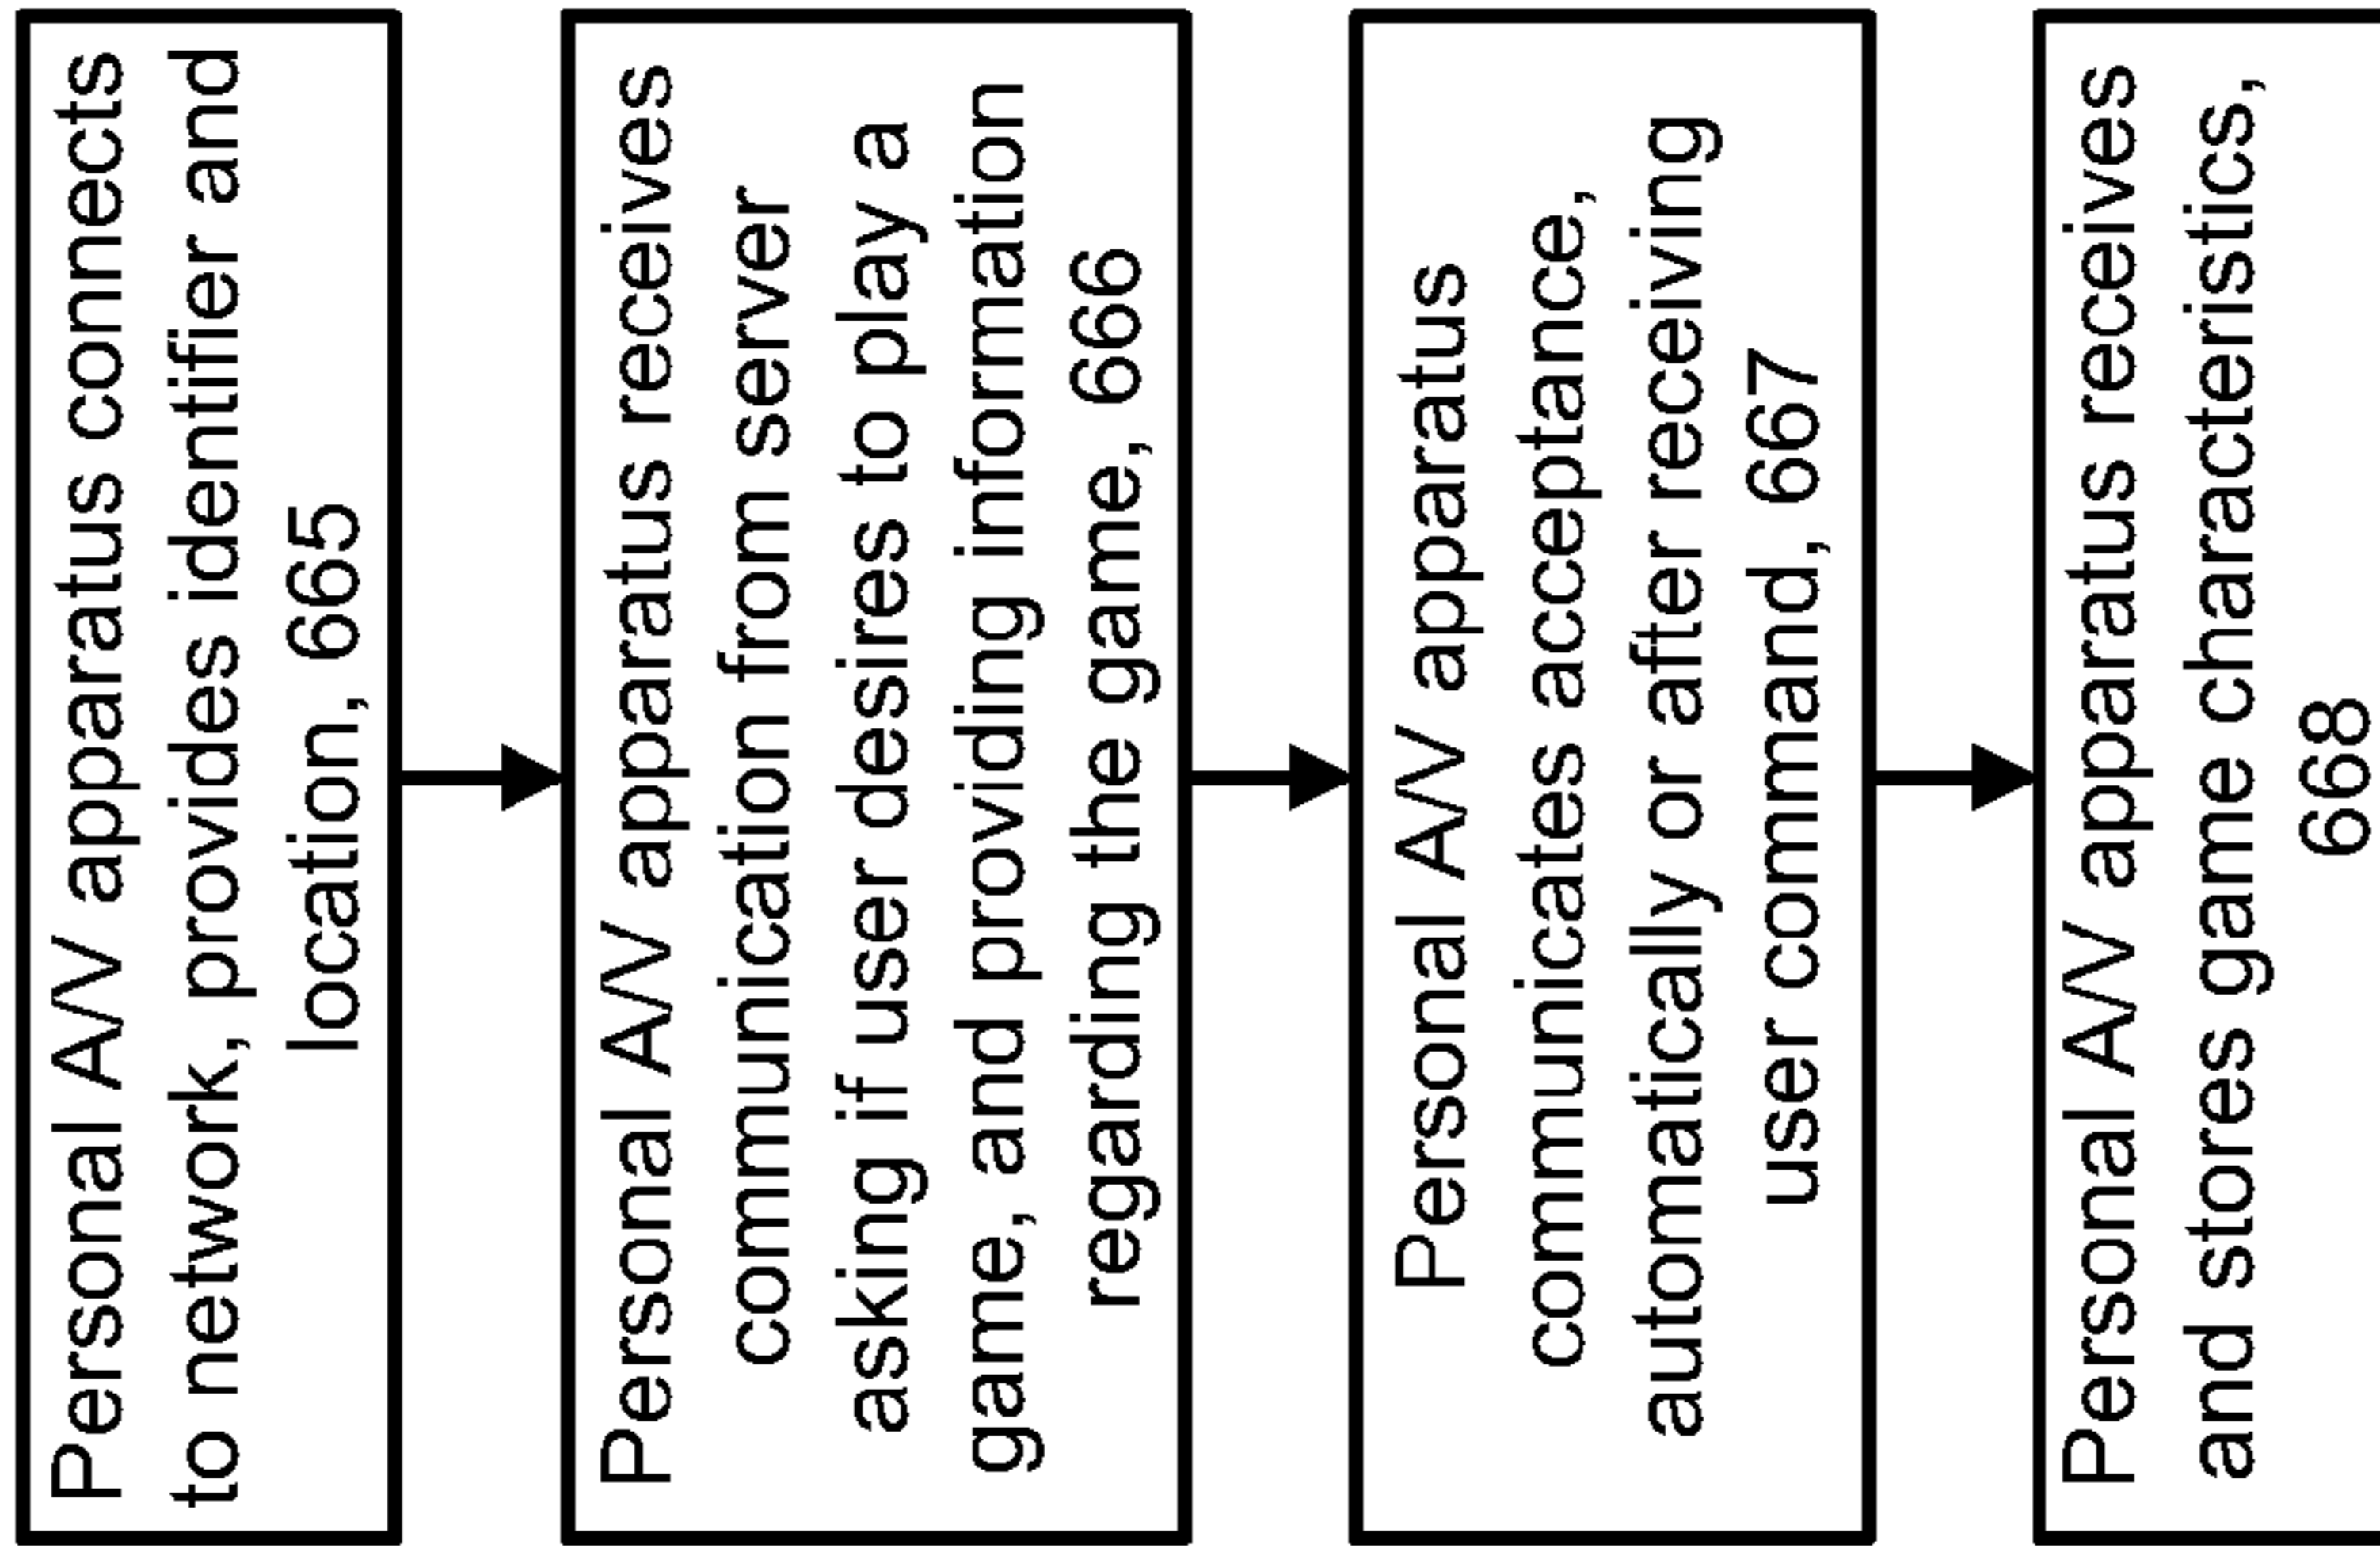 Personal A/V apparatus connects
to network, provides identifier and
location, 665
Personal A/V apparatus receives
communication from server
asking if user desires to play a
game, and providing information
regarding the game, 666
Personal A/V apparatus
communicates acceptance,
automatically or after receiving
user command, 667
Personal A/V apparatus receives
and stores game characteristics,
668